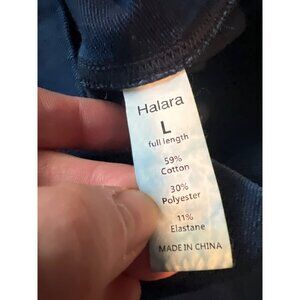 Halara
L
full length
59%
Cotton
30%
Polyester
11%
Elastane
MADE IN CHINA